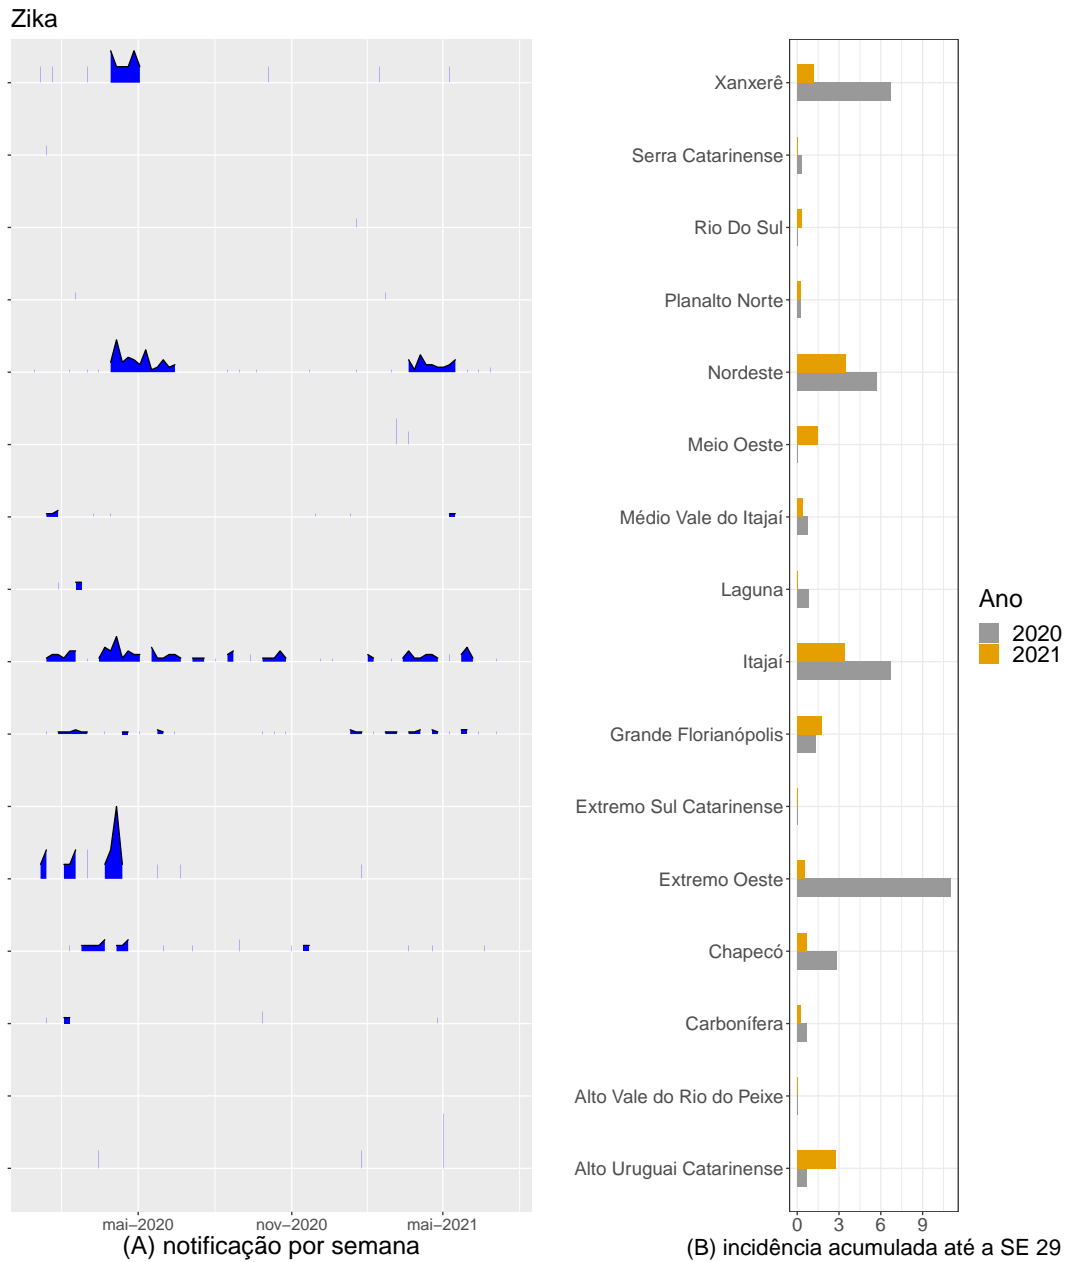 Zika
Xanxerê
Serra Catarinense
Rio Do Sul
Planalto Norte
Nordeste
Meio Oeste
Médio Vale do Itajaí
Laguna
Itajaí
Grande Florianópolis
Extremo Sul Catarinense
Extremo Oeste
Chapecó
Carbonífera
Alto Vale do Rio do Peixe
Alto Uruguai Catarinense
Ano
2020
2021
mai−2020 nov−2020 mai−2021
(A) notificação por semana
0 3 6 9
(B) incidência acumulada até a SE 29